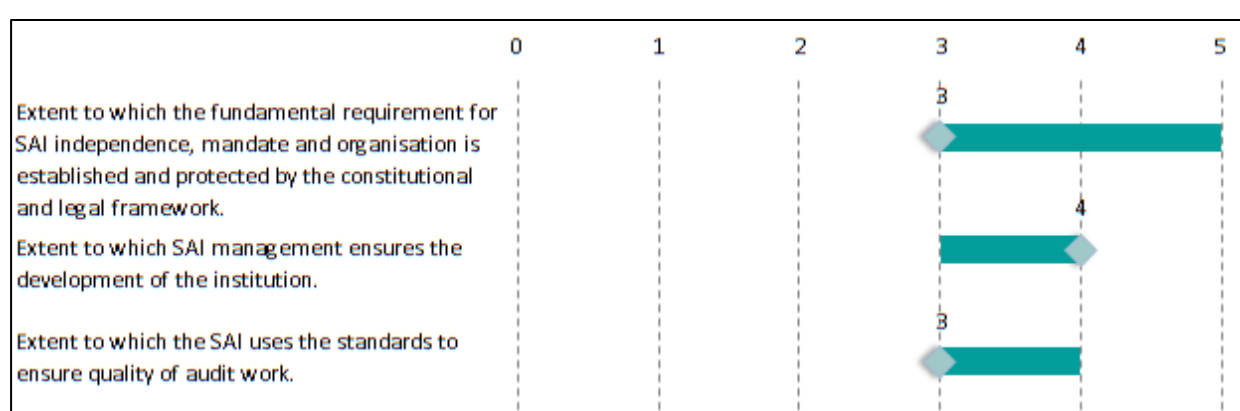 0 1 2 3 4 5
3
Extent to which the fundamental requirement for
SAI independence, mandate and organisation is
established and protected by the constitutional
and legal framework.
4
Extent to which SAI management ensures the
development of the institution.
3
Extent to which the SAI uses the standards to
ensure quality of audit work.